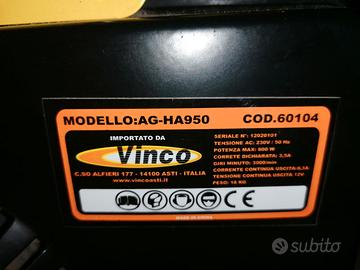 MODELLO:AG-HA950
COD.60104
IMPORTATO DA
Vinco
C.SO ALFIERI 177 - 14100 ASTI - ITALIA
www.vincoasti.it
SERIALE N°: 12020101
TENSIONE AC: 230V / 50 Hz
POTENZA MAX: 800 W
CORRETE DICHIARATA: 3,5A
GIRI MINUTO: 3000/min
CORRENTE CONTINUA USCITA:8,3A
TENSIONE CONTINUA USCITA 12V
PESO: 16 KG
CE
MADE IN CHINA
subito